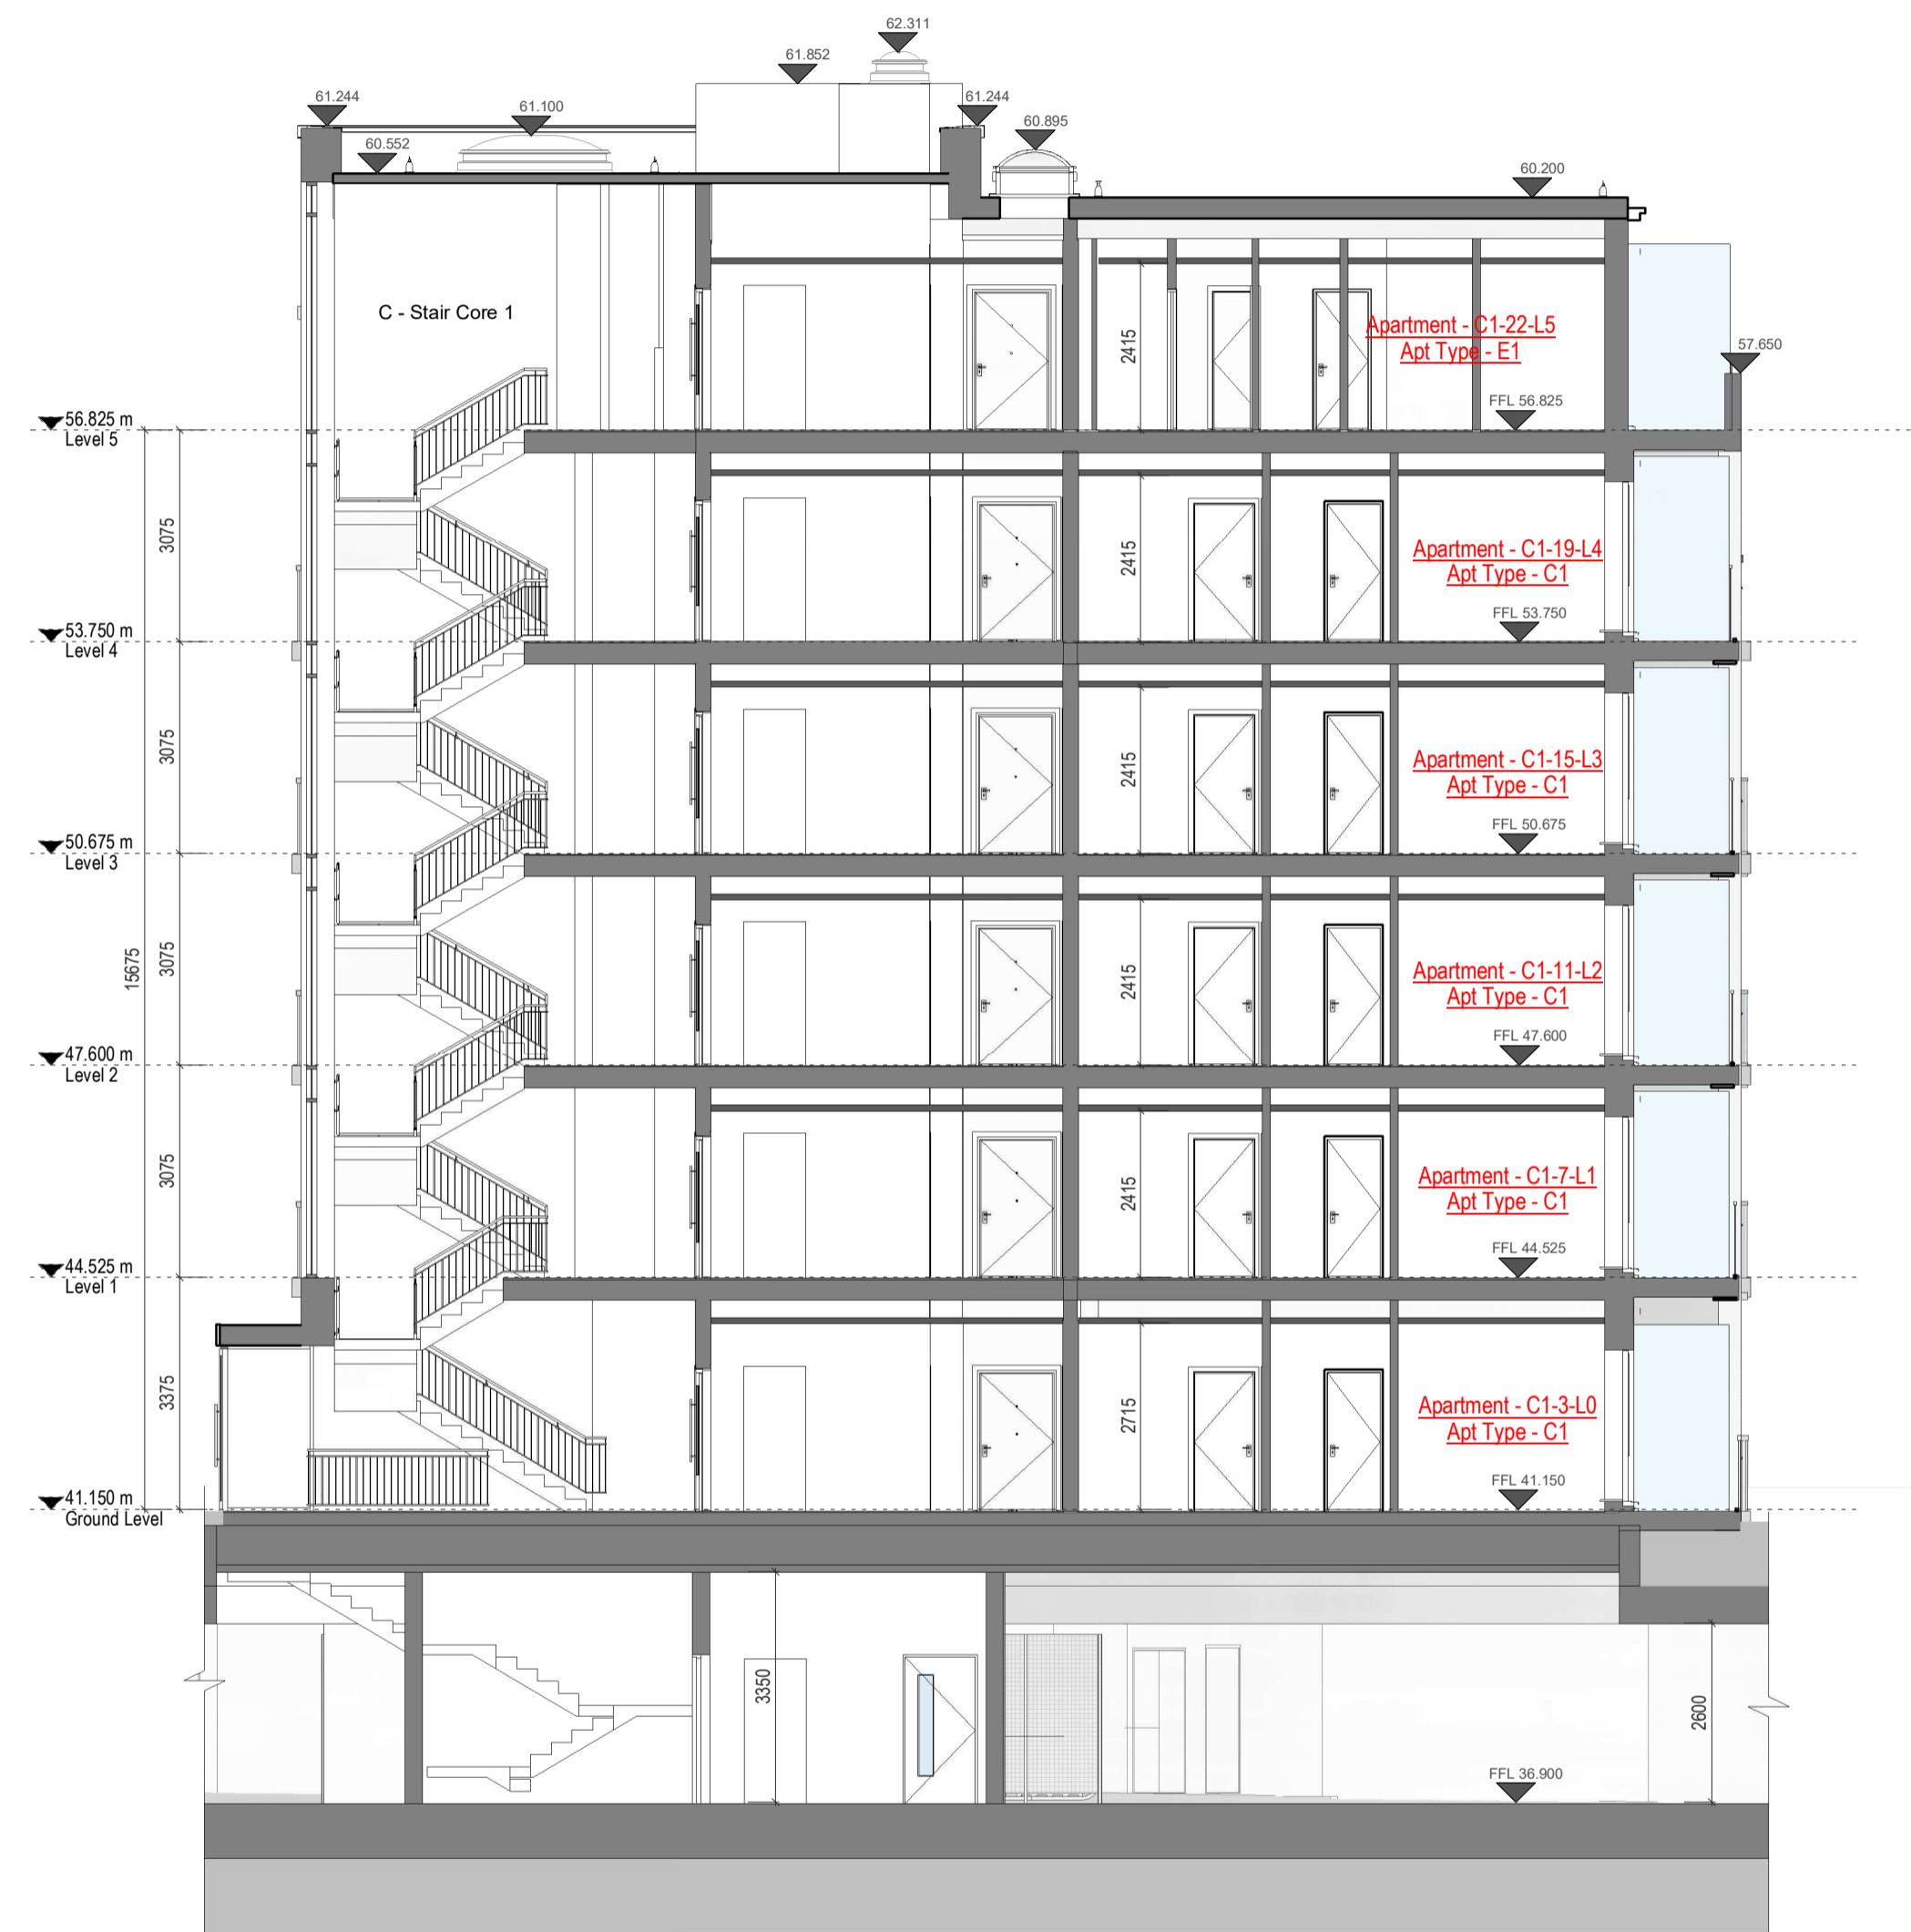 62.311
61.852
61.244
61.100
61.244
60.895
60.552
60.200
C - Stair Core 1
2415
Apartment - C1-22-L5
Apt Type - E1
57.650
FFL 56.825
56.825 m
Level 5
3075
2415
Apartment - C1-19-L4
Apt Type - C1
FFL 53.750
53.750 m
Level 4
3075
2415
Apartment - C1-15-L3
Apt Type - C1
FFL 50.675
50.675 m
Level 3
15675
3075
2415
Apartment - C1-11-L2
Apt Type - C1
FFL 47.600
47.600 m
Level 2
3075
2415
Apartment - C1-7-L1
Apt Type - C1
FFL 44.525
44.525 m
Level 1
3375
2715
Apartment - C1-3-L0
Apt Type - C1
FFL 41.150
41.150 m
Ground Level
3350
2600
FFL 36.900